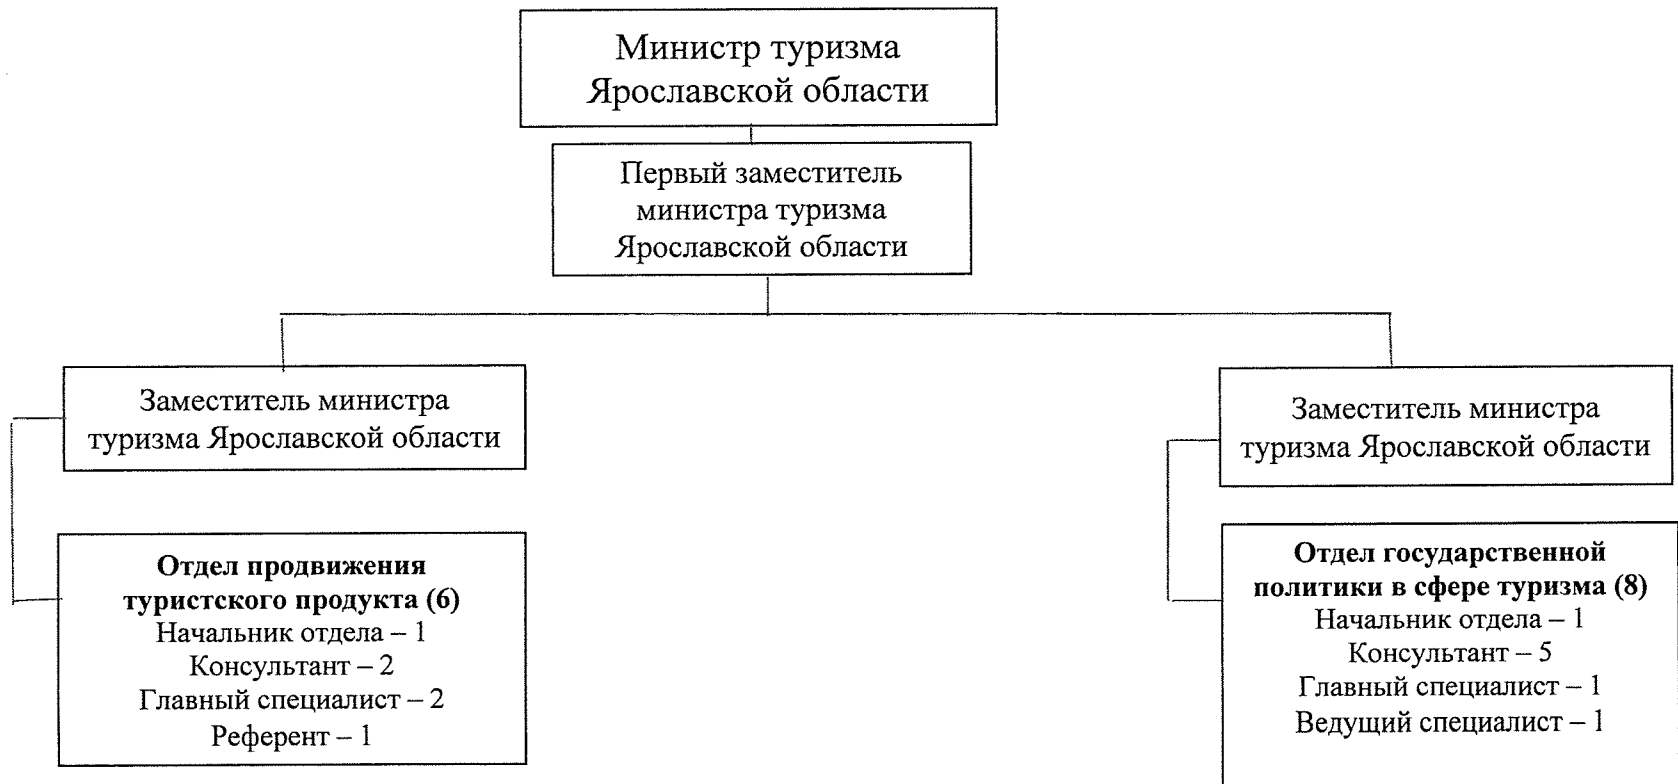 Министр туризма
Ярославской области
Первый заместитель
министра туризма
Ярославской области
Заместитель министра
туризма Ярославской области
Заместитель министра
туризма Ярославской области
Отдел продвижения
туристского продукта (6)
Начальник отдела – 1
Консультант – 2
Главный специалист – 2
Референт – 1
Отдел государственной
политики в сфере туризма (8)
Начальник отдела – 1
Консультант – 5
Главный специалист – 1
Ведущий специалист – 1